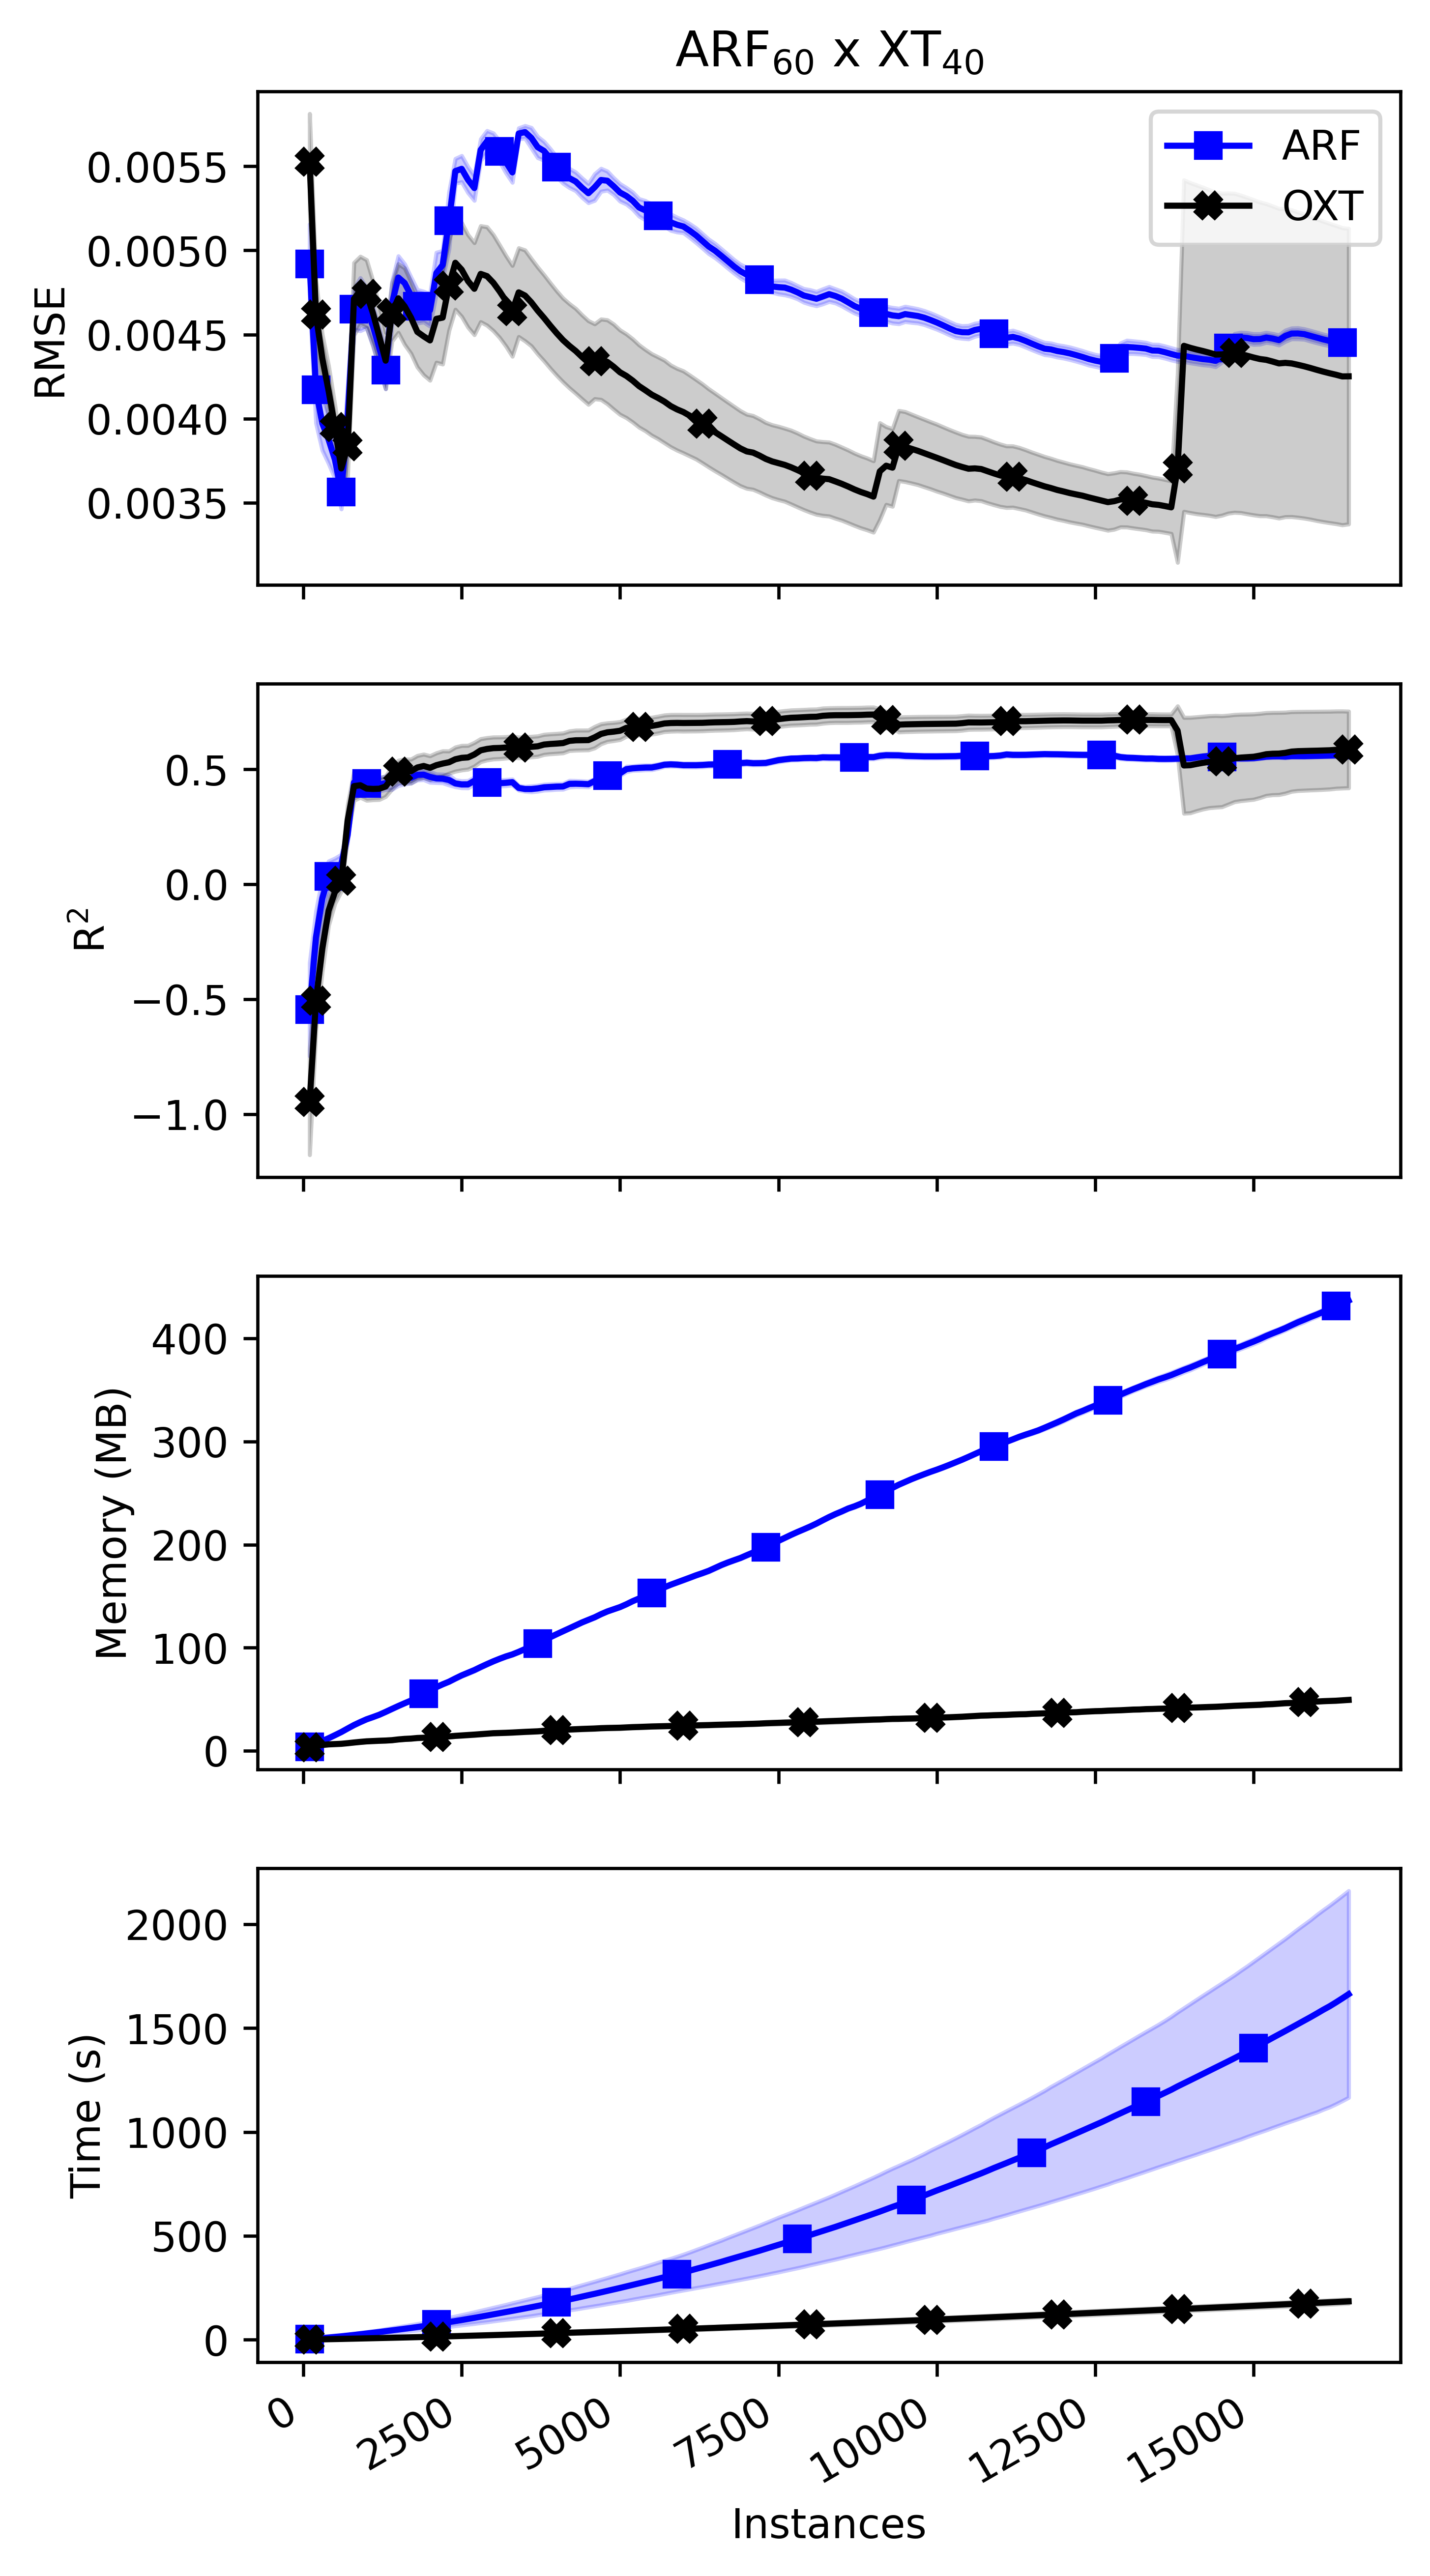 ARF₆₀ x XT₄₀
ARF
OXT
RMSE
0.0055
0.0050
0.0045
0.0040
0.0035
R²
0.5
0.0
−0.5
−1.0
Memory (MB)
400
300
200
100
0
Time (s)
2000
1500
1000
500
0
0 2500 5000 7500 10000 12500 15000
Instances